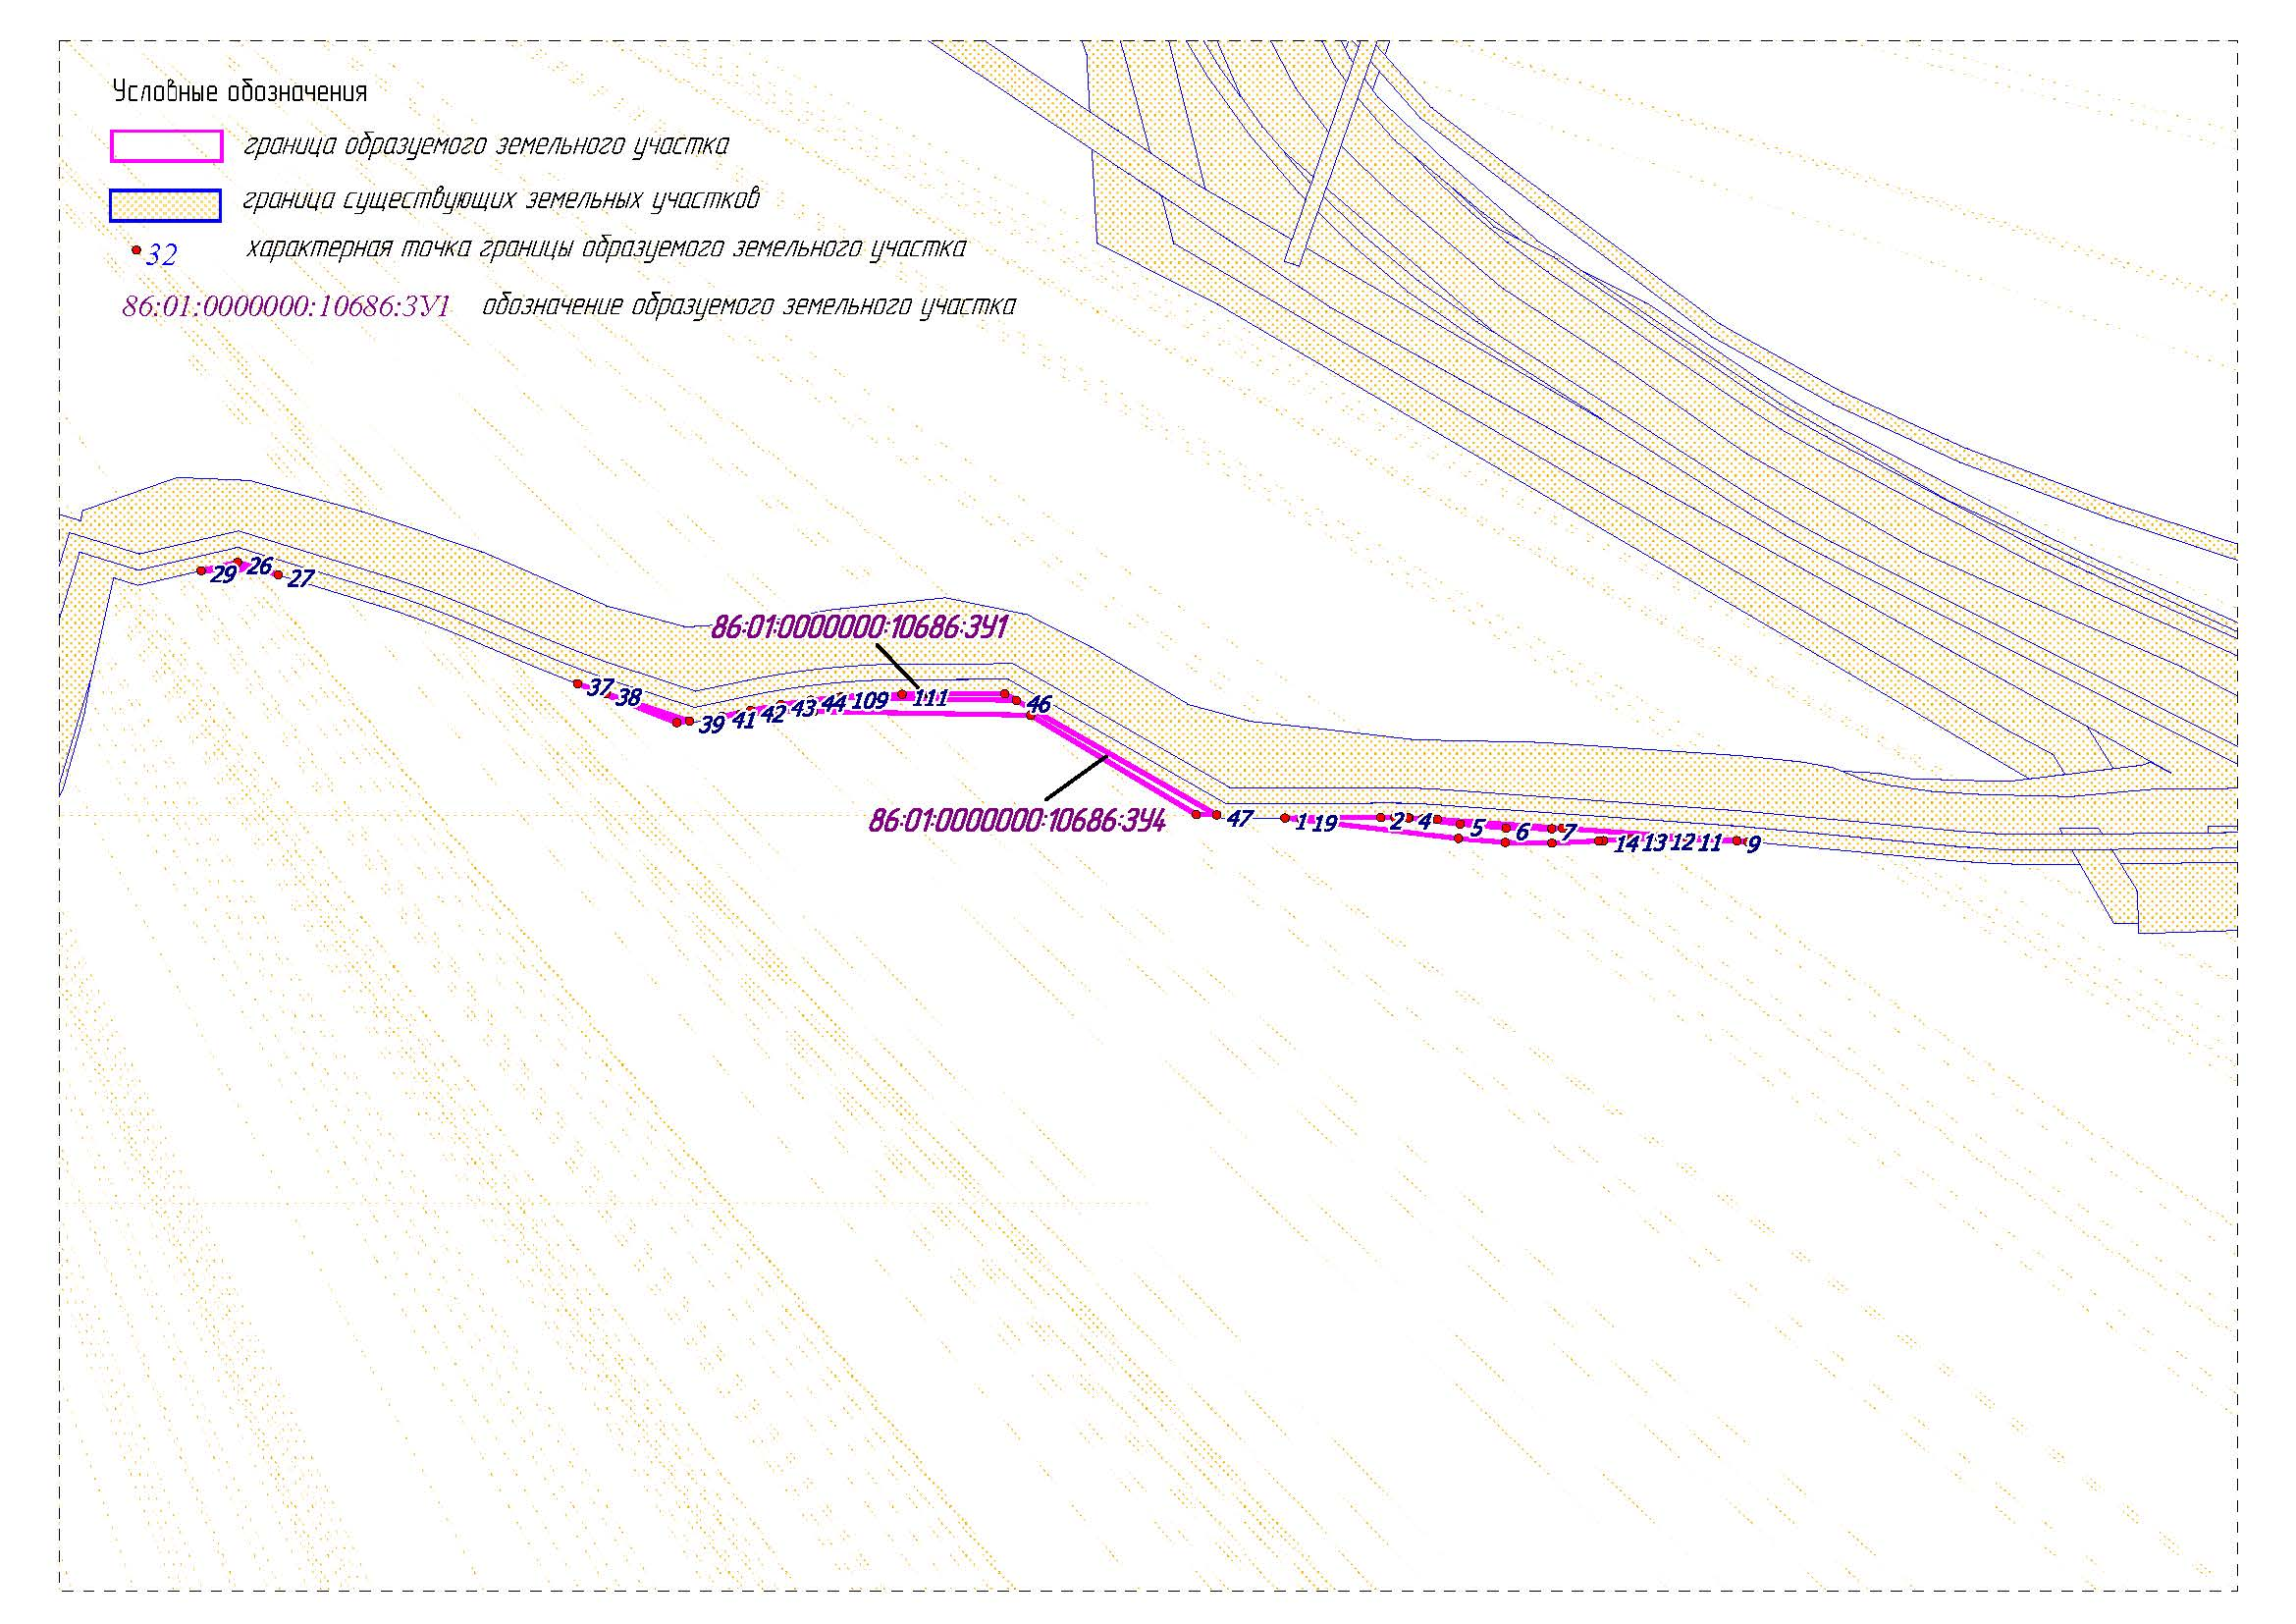 Условные обозначения
граница образуемого земельного участка
граница существующих земельных участков
32 характерная точка границы образуемого земельного участка
86:01:0000000:10686:ЗУ1 обозначение образуемого земельного участка
29 26 27
86:01:0000000:10686:ЗУ1
37 38 39 41 42 43 44 109 111 46
86:01:0000000:10686:ЗУ4
47 1 19 2 4 5 6 7 14 13 12 11 9